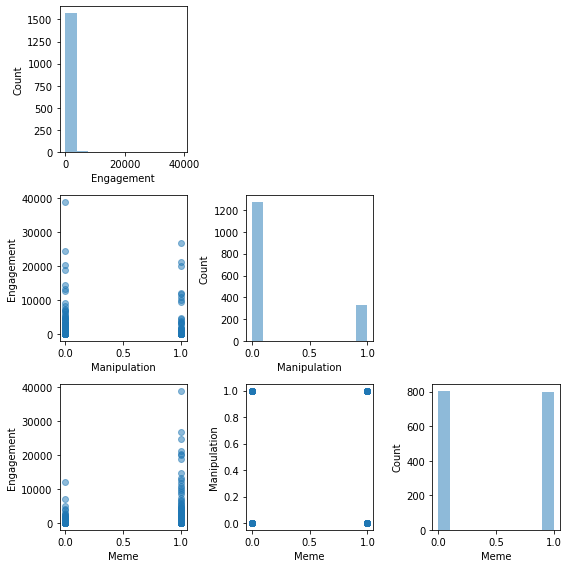 1500
1250
1000
750
500
250
0
Count
0 20000 40000
Engagement
40000
30000
20000
10000
0
Engagement
0.0 0.5 1.0
Manipulation
1200
1000
800
600
400
200
0
Count
0.0 0.5 1.0
Manipulation
40000
30000
20000
10000
0
Engagement
0.0 0.5 1.0
Meme
1.0
0.8
0.6
0.4
0.2
0.0
Manipulation
0.0 0.5 1.0
Meme
800
600
400
200
0
Count
0.0 0.5 1.0
Meme